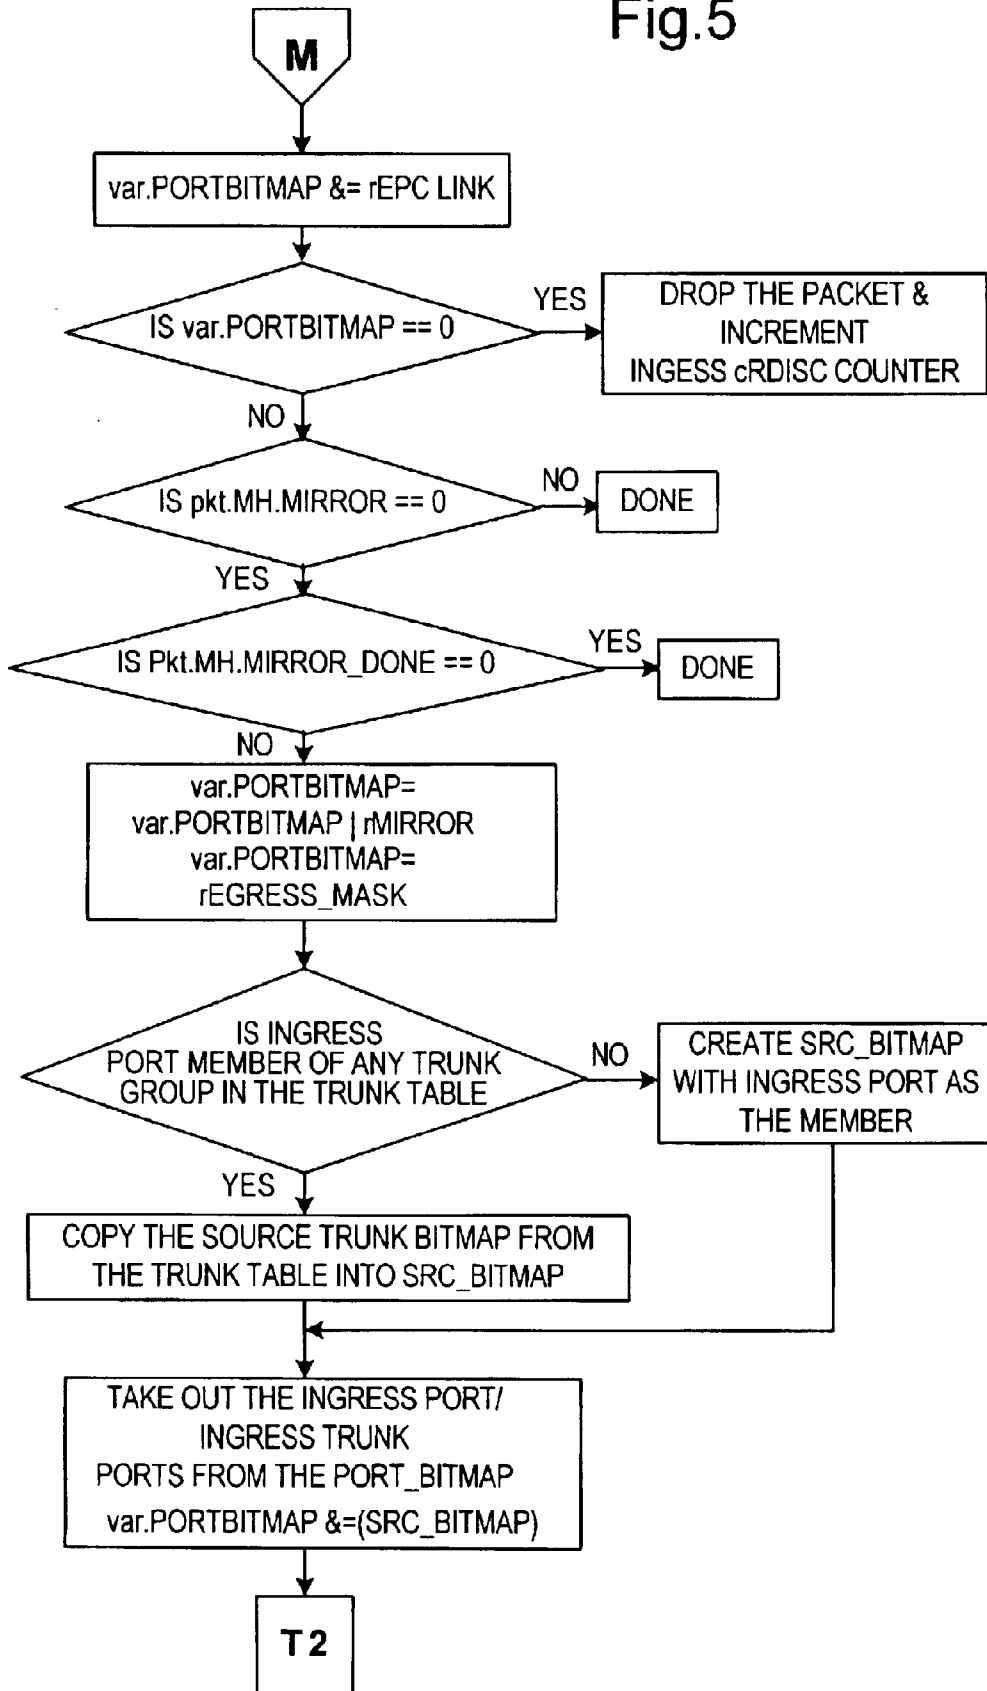 Fig.5
M
var.PORTBITMAP &= rEPC LINK
IS var.PORTBITMAP == 0
YES
DROP THE PACKET &
INCREMENT
INGESS cRDISC COUNTER
NO
IS pkt.MH.MIRROR == 0
NO
DONE
YES
IS Pkt.MH.MIRROR_DONE == 0
YES
DONE
NO
var.PORTBITMAP=
var.PORTBITMAP | rMIRROR
var.PORTBITMAP=
rEGRESS_MASK
IS INGRESS
PORT MEMBER OF ANY TRUNK
GROUP IN THE TRUNK TABLE
NO
CREATE SRC_BITMAP
WITH INGRESS PORT AS
THE MEMBER
YES
COPY THE SOURCE TRUNK BITMAP FROM
THE TRUNK TABLE INTO SRC_BITMAP
TAKE OUT THE INGRESS PORT/
INGRESS TRUNK
PORTS FROM THE PORT_BITMAP
var.PORTBITMAP &=(SRC_BITMAP)
T2